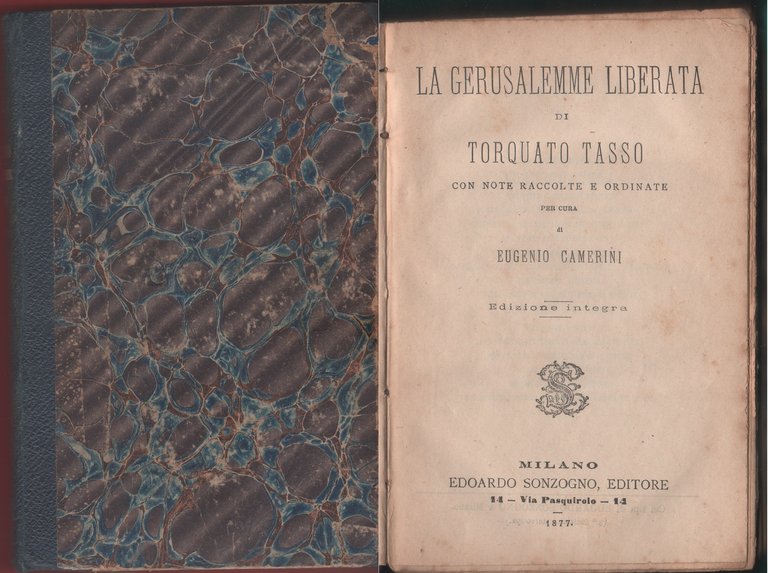 LA GERUSALEMME LIBERATA
DI
TORQUATO TASSO
CON NOTE RACCOLTE E ORDINATE
PER CURA
di
EUGENIO CAMERINI
Edizione integra
MILANO
EDOARDO SONZOGNO, EDITORE
14 — Via Pasquirolo — 14
1877.